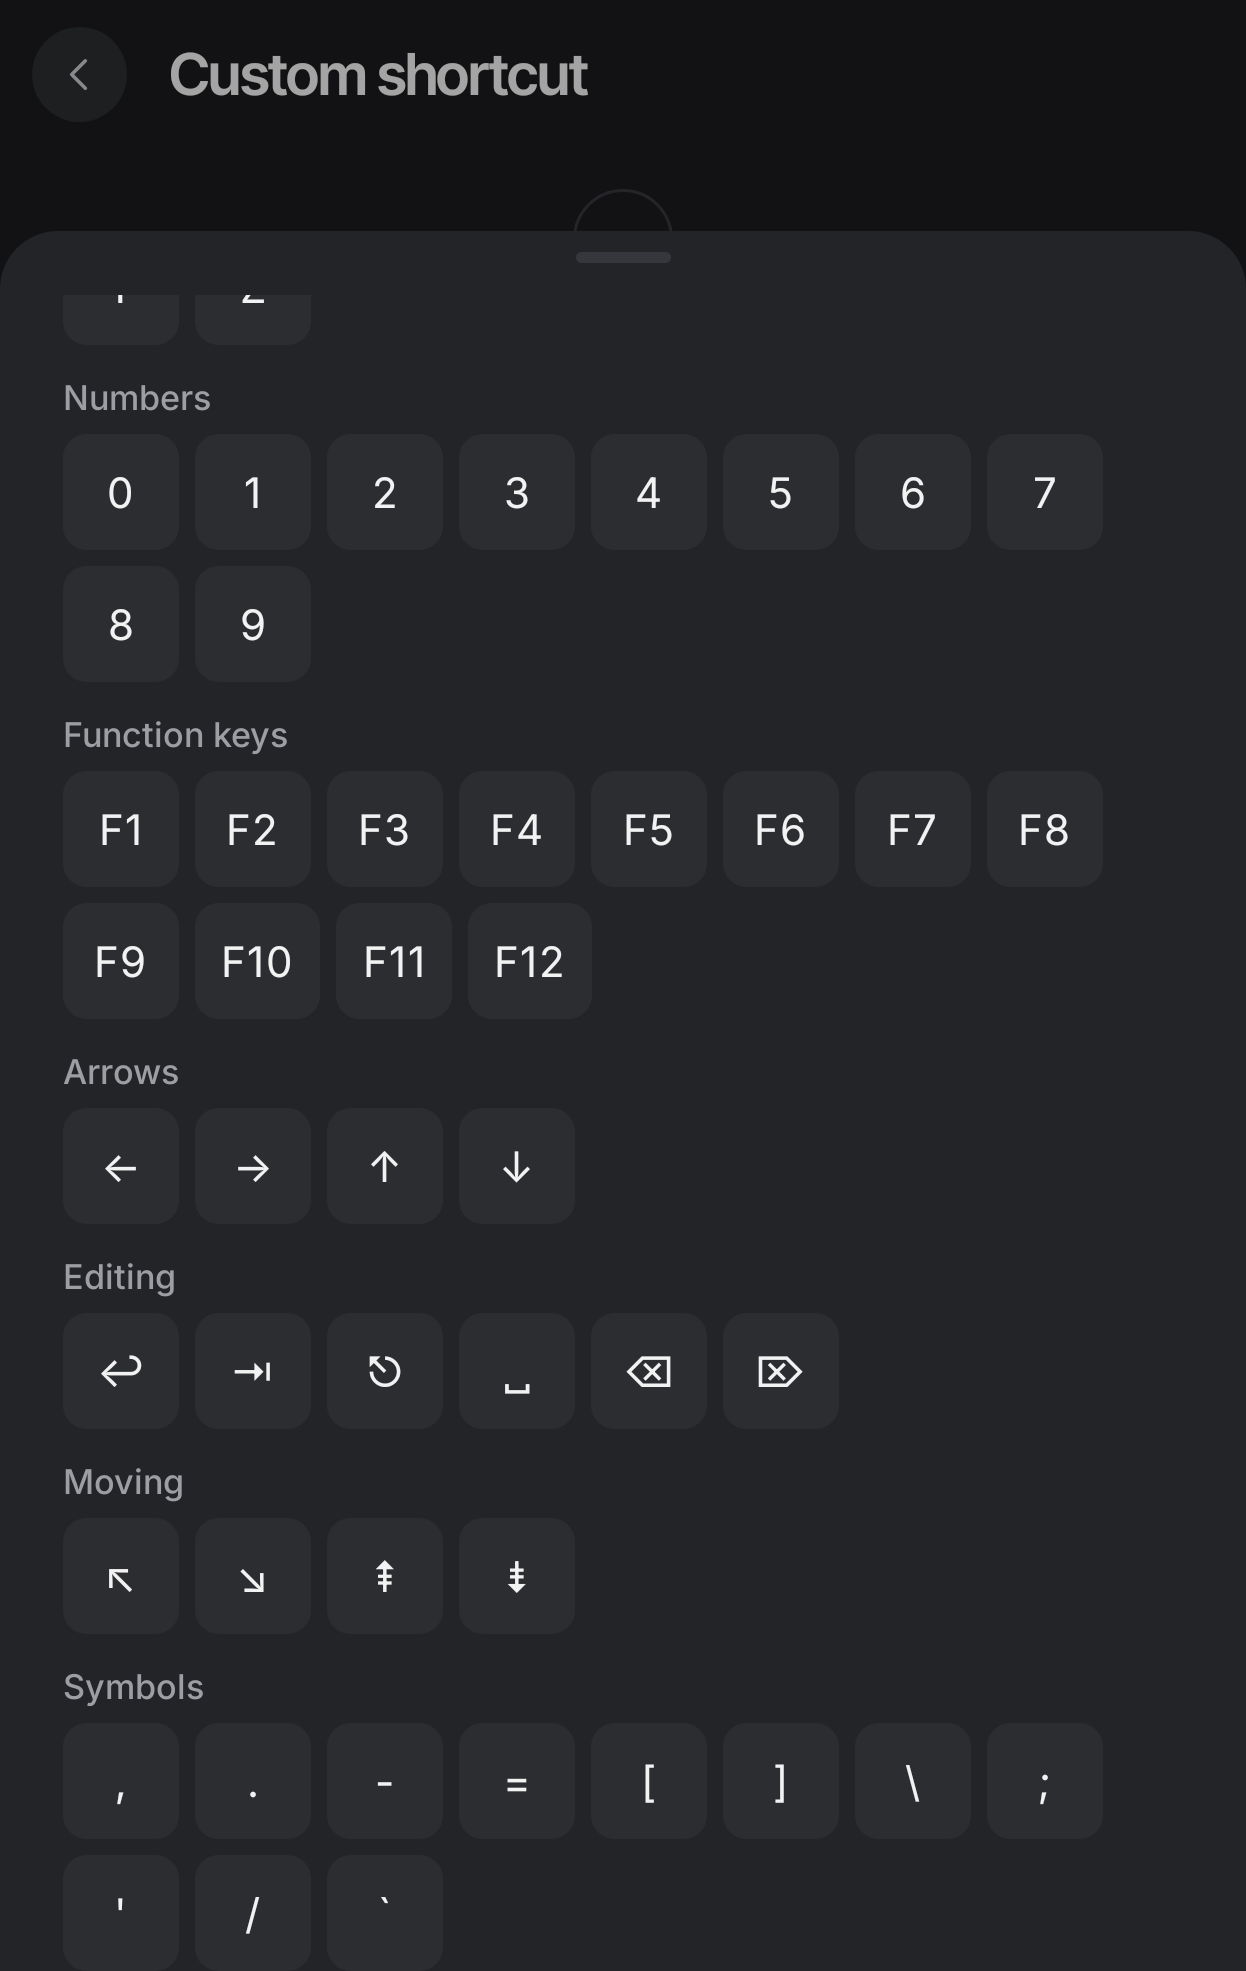 Custom shortcut
Numbers
0 1 2 3 4 5 6 7
8 9
Function keys
F1 F2 F3 F4 F5 F6 F7 F8
F9 F10 F11 F12
Arrows
← → ↑ ↓
Editing
↩ ⇥ ⎋ ⎵ ⌫ ⌦
Moving
↖ ↘ ⇞ ⇟
Symbols
, . - = [ ] \ ;
' / `